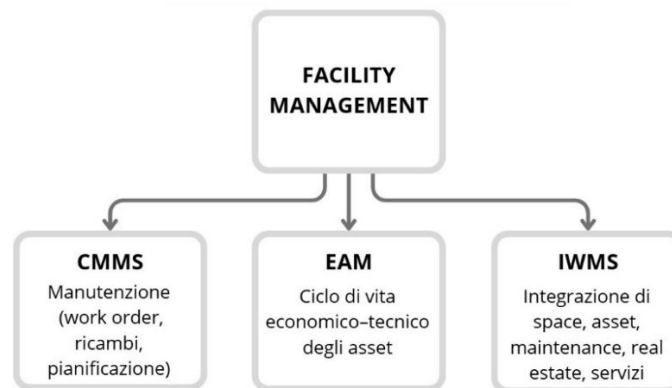 FACILITY
MANAGEMENT
CMMS
Manutenzione
(work order,
ricambi,
pianificazione)
EAM
Ciclo di vita
economico–tecnico
degli asset
IWMS
Integrazione di
space, asset,
maintenance, real
estate, servizi